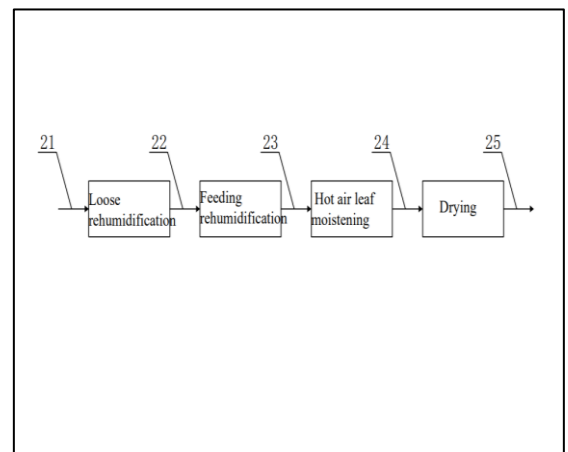 21 22 23 24 25
Loose
rehumidification
Feeding
rehumidification
Hot air leaf
moistening
Drying